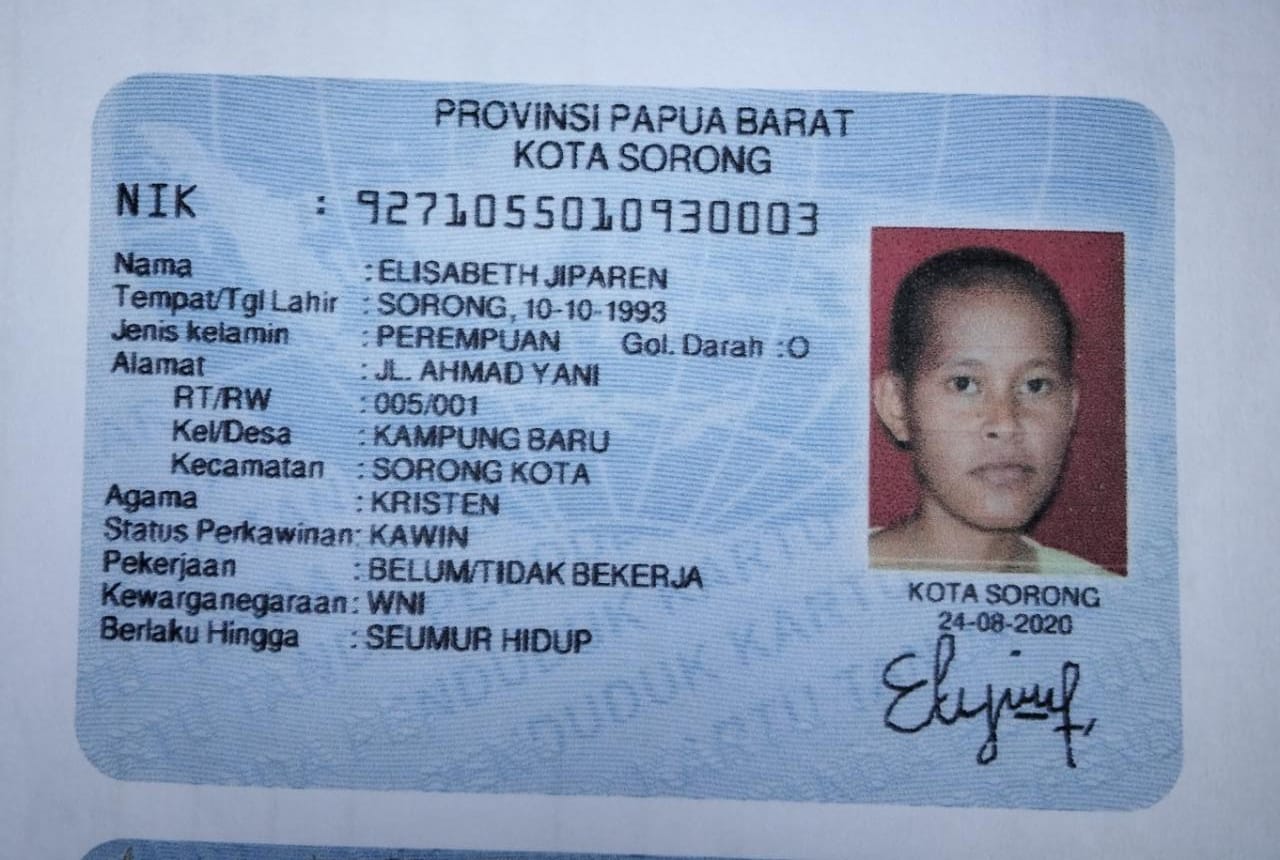 PROVINSI PAPUA BARAT
KOTA SORONG
NIK : 9271055010930003
Nama : ELISABETH JIPAREN
Tempat/Tgl Lahir : SORONG, 10-10-1993
Jenis kelamin : PEREMPUAN Gol. Darah : O
Alamat : JL. AHMAD YANI
RT/RW : 005/001
Kel/Desa : KAMPUNG BARU
Kecamatan : SORONG KOTA
Agama : KRISTEN
Status Perkawinan: KAWIN
Pekerjaan : BELUM/TIDAK BEKERJA
Kewarganegaraan: WNI
Berlaku Hingga : SEUMUR HIDUP
KOTA SORONG
24-08-2020